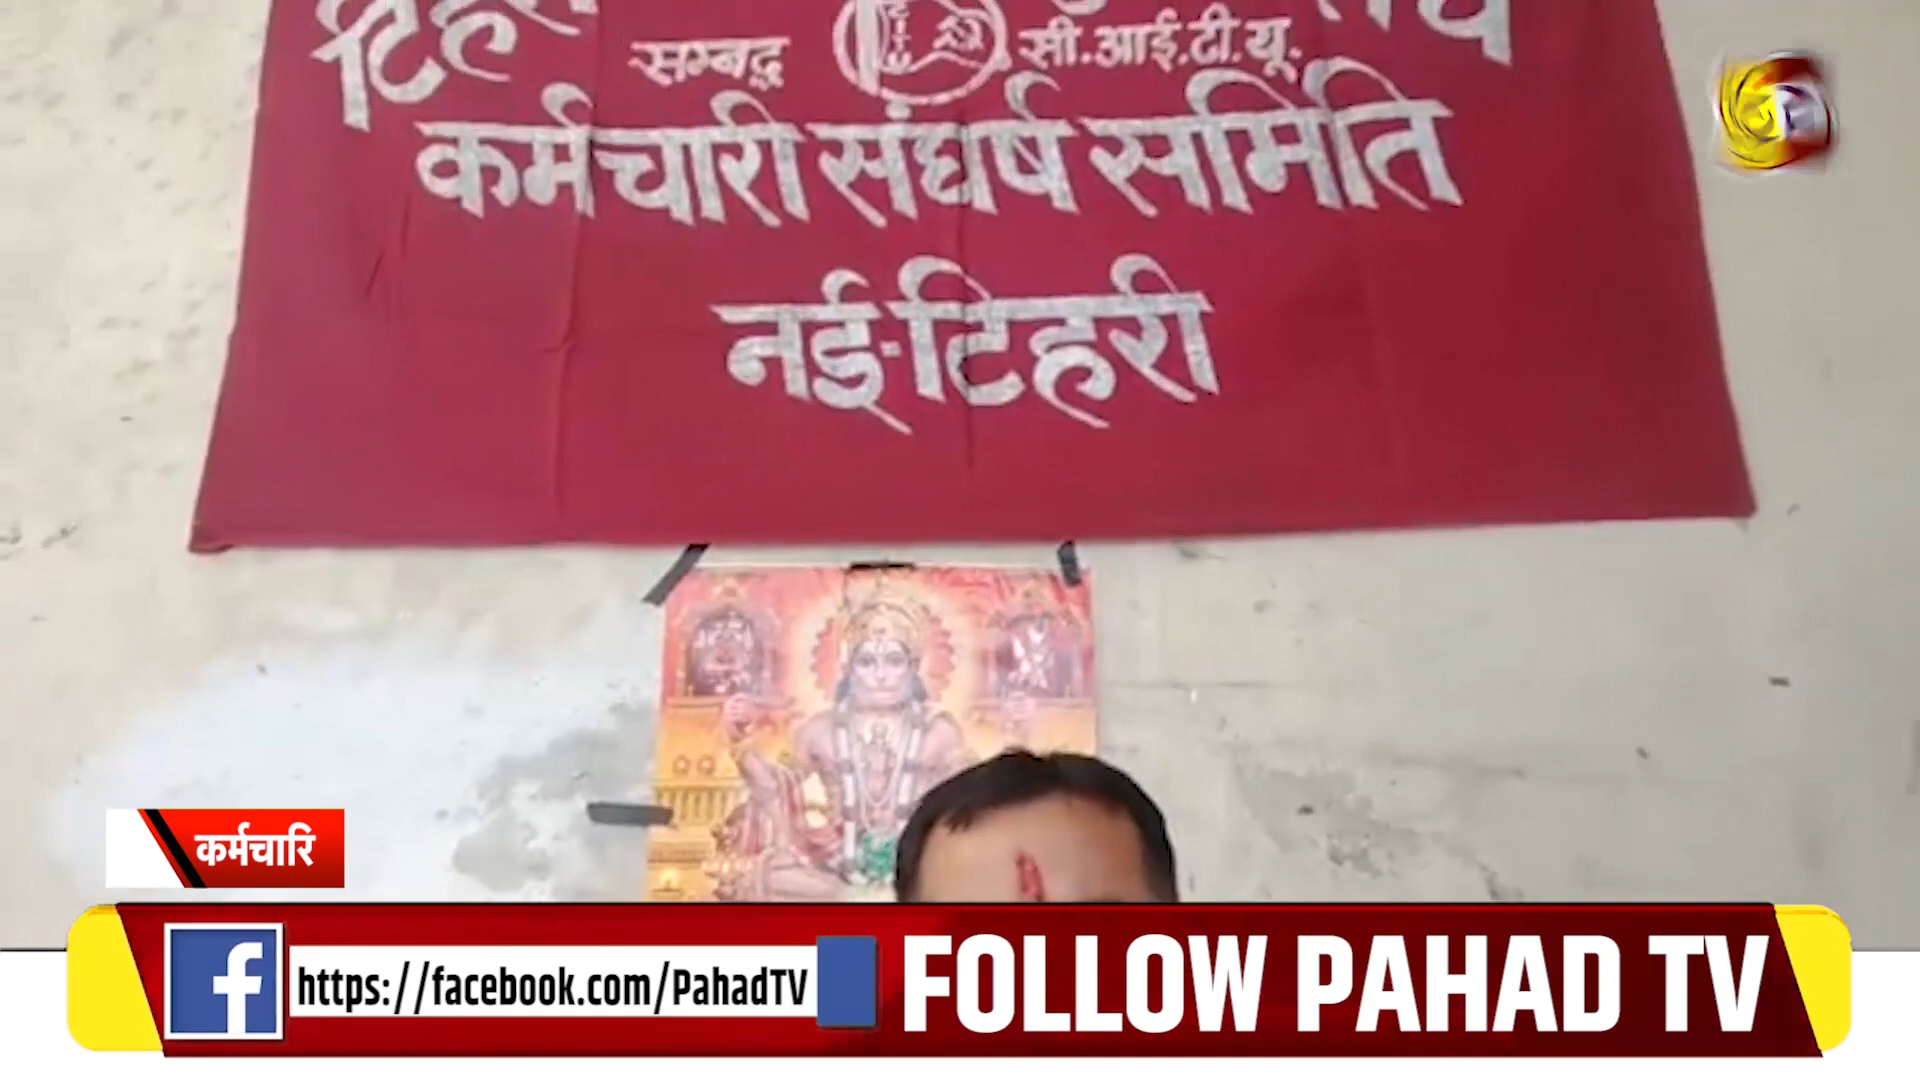 सम्बद्ध सी.आई.टी.यू.
कर्मचारी संघर्ष समिति
नई-टिहरी
कर्मचारि
https://facebook.com/PahadTV
FOLLOW PAHAD TV